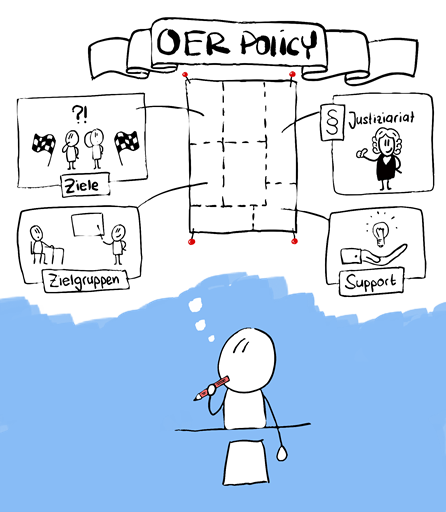 OER POLICY
?!
Ziele
§ Justiziariat
Zielgruppen
Support